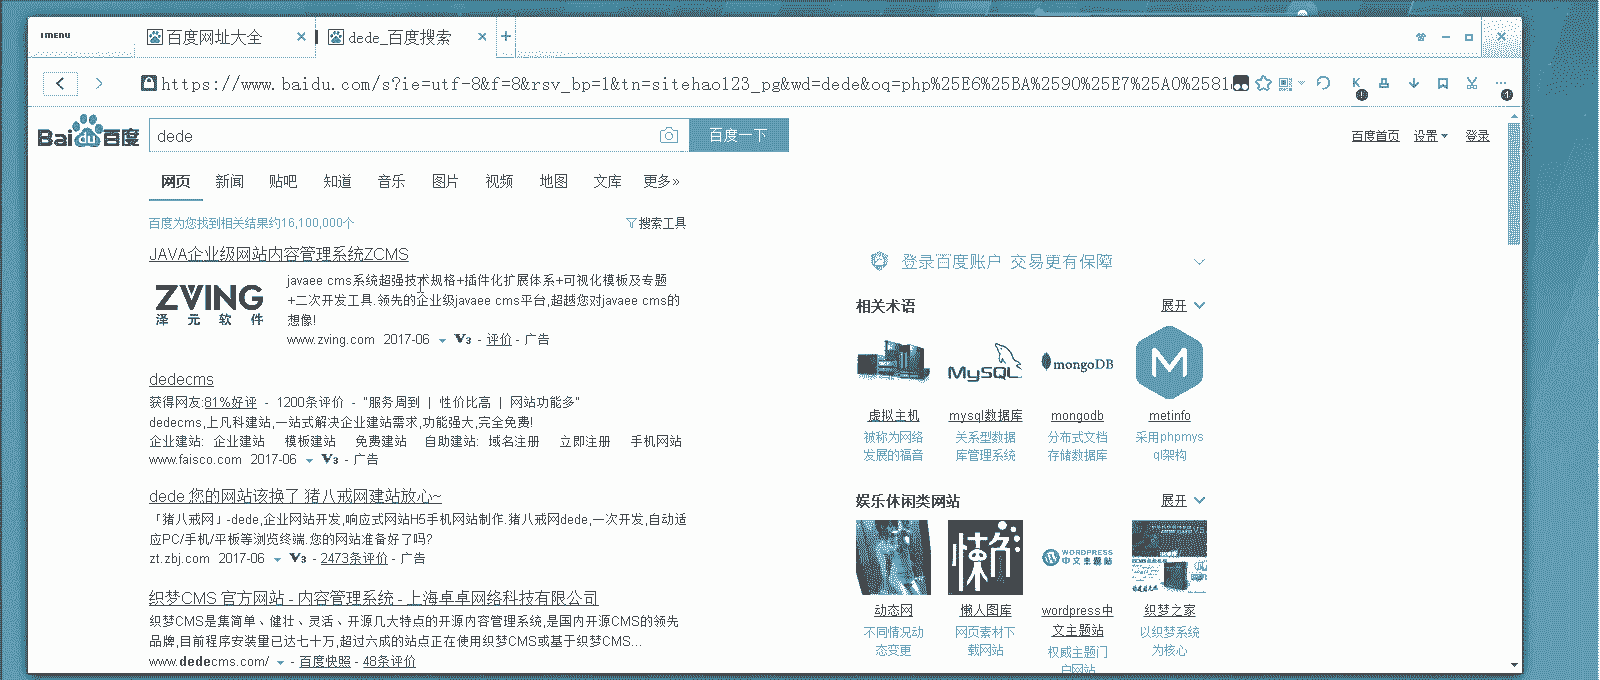 MENU
百度网址大全
dede_百度搜索
https://www.baidu.com/s?ie=utf-8&f=8&rsv_bp=1&tn=sitehao123_pg&wd=dede&oq=php%25E6%25BA%2590%25E7%25A0%2581
Bai du 百度
dede
百度一下
百度首页 设置 登录
网页 新闻 贴吧 知道 音乐 图片 视频 地图 文库 更多»
百度为您找到相关结果约16,100,000个
搜索工具
JAVA企业级网站内容管理系统ZCMS
ZVING
泽元软件
javaee cms系统超强技术规格+插件化扩展体系+可视化模板及专题
+二次开发工具.领先的企业级javaee cms平台,超越您对javaee cms的
想像!
www.zving.com 2017-06 V3 - 评价 - 广告
dedecms
获得网友:81%好评 - 1200条评价 - "服务周到 | 性价比高 | 网站功能多"
dedecms,上凡科建站,一站式解决企业建站需求,功能强大,完全免费!
企业建站: 企业建站 模板建站 免费建站 自助建站: 域名注册 立即注册 手机网站
www.faisco.com 2017-06 V3 - 广告
dede 您的网站该换了 猪八戒网建站放心~
「猪八戒网」-dede,企业网站开发,响应式网站H5手机网站制作.猪八戒网dede,一次开发,自动适
应PC/手机/平板等浏览终端.您的网站准备好了吗?
zt.zbj.com 2017-06 V3 - 2473条评价 - 广告
织梦CMS 官方网站 - 内容管理系统 - 上海卓卓网络科技有限公司
织梦CMS是集简单、健壮、灵活、开源几大特点的开源内容管理系统,是国内开源CMS的领先
品牌,目前程序安装量已达七十万,超过六成的站点正在使用织梦CMS或基于织梦CMS...
www.dedecms.com/ - 百度快照 - 48条评价
登录百度账户 交易更有保障
相关术语
展开
MySQL
mongoDB
M
虚拟主机 mysql数据库 mongodb metinfo
被称为网络 关系型数据 分布式文档 采用phpmys
发展的福音 库管理系统 存储数据库 ql架构
娱乐休闲类网站
展开
懒
WORDPRESS
中文主题站
动态网 懒人图库 wordpress中 织梦之家
文主题站
不同情况动 网页素材下 以织梦系统
态变更 载网站 为核心
权威主题门
户网站